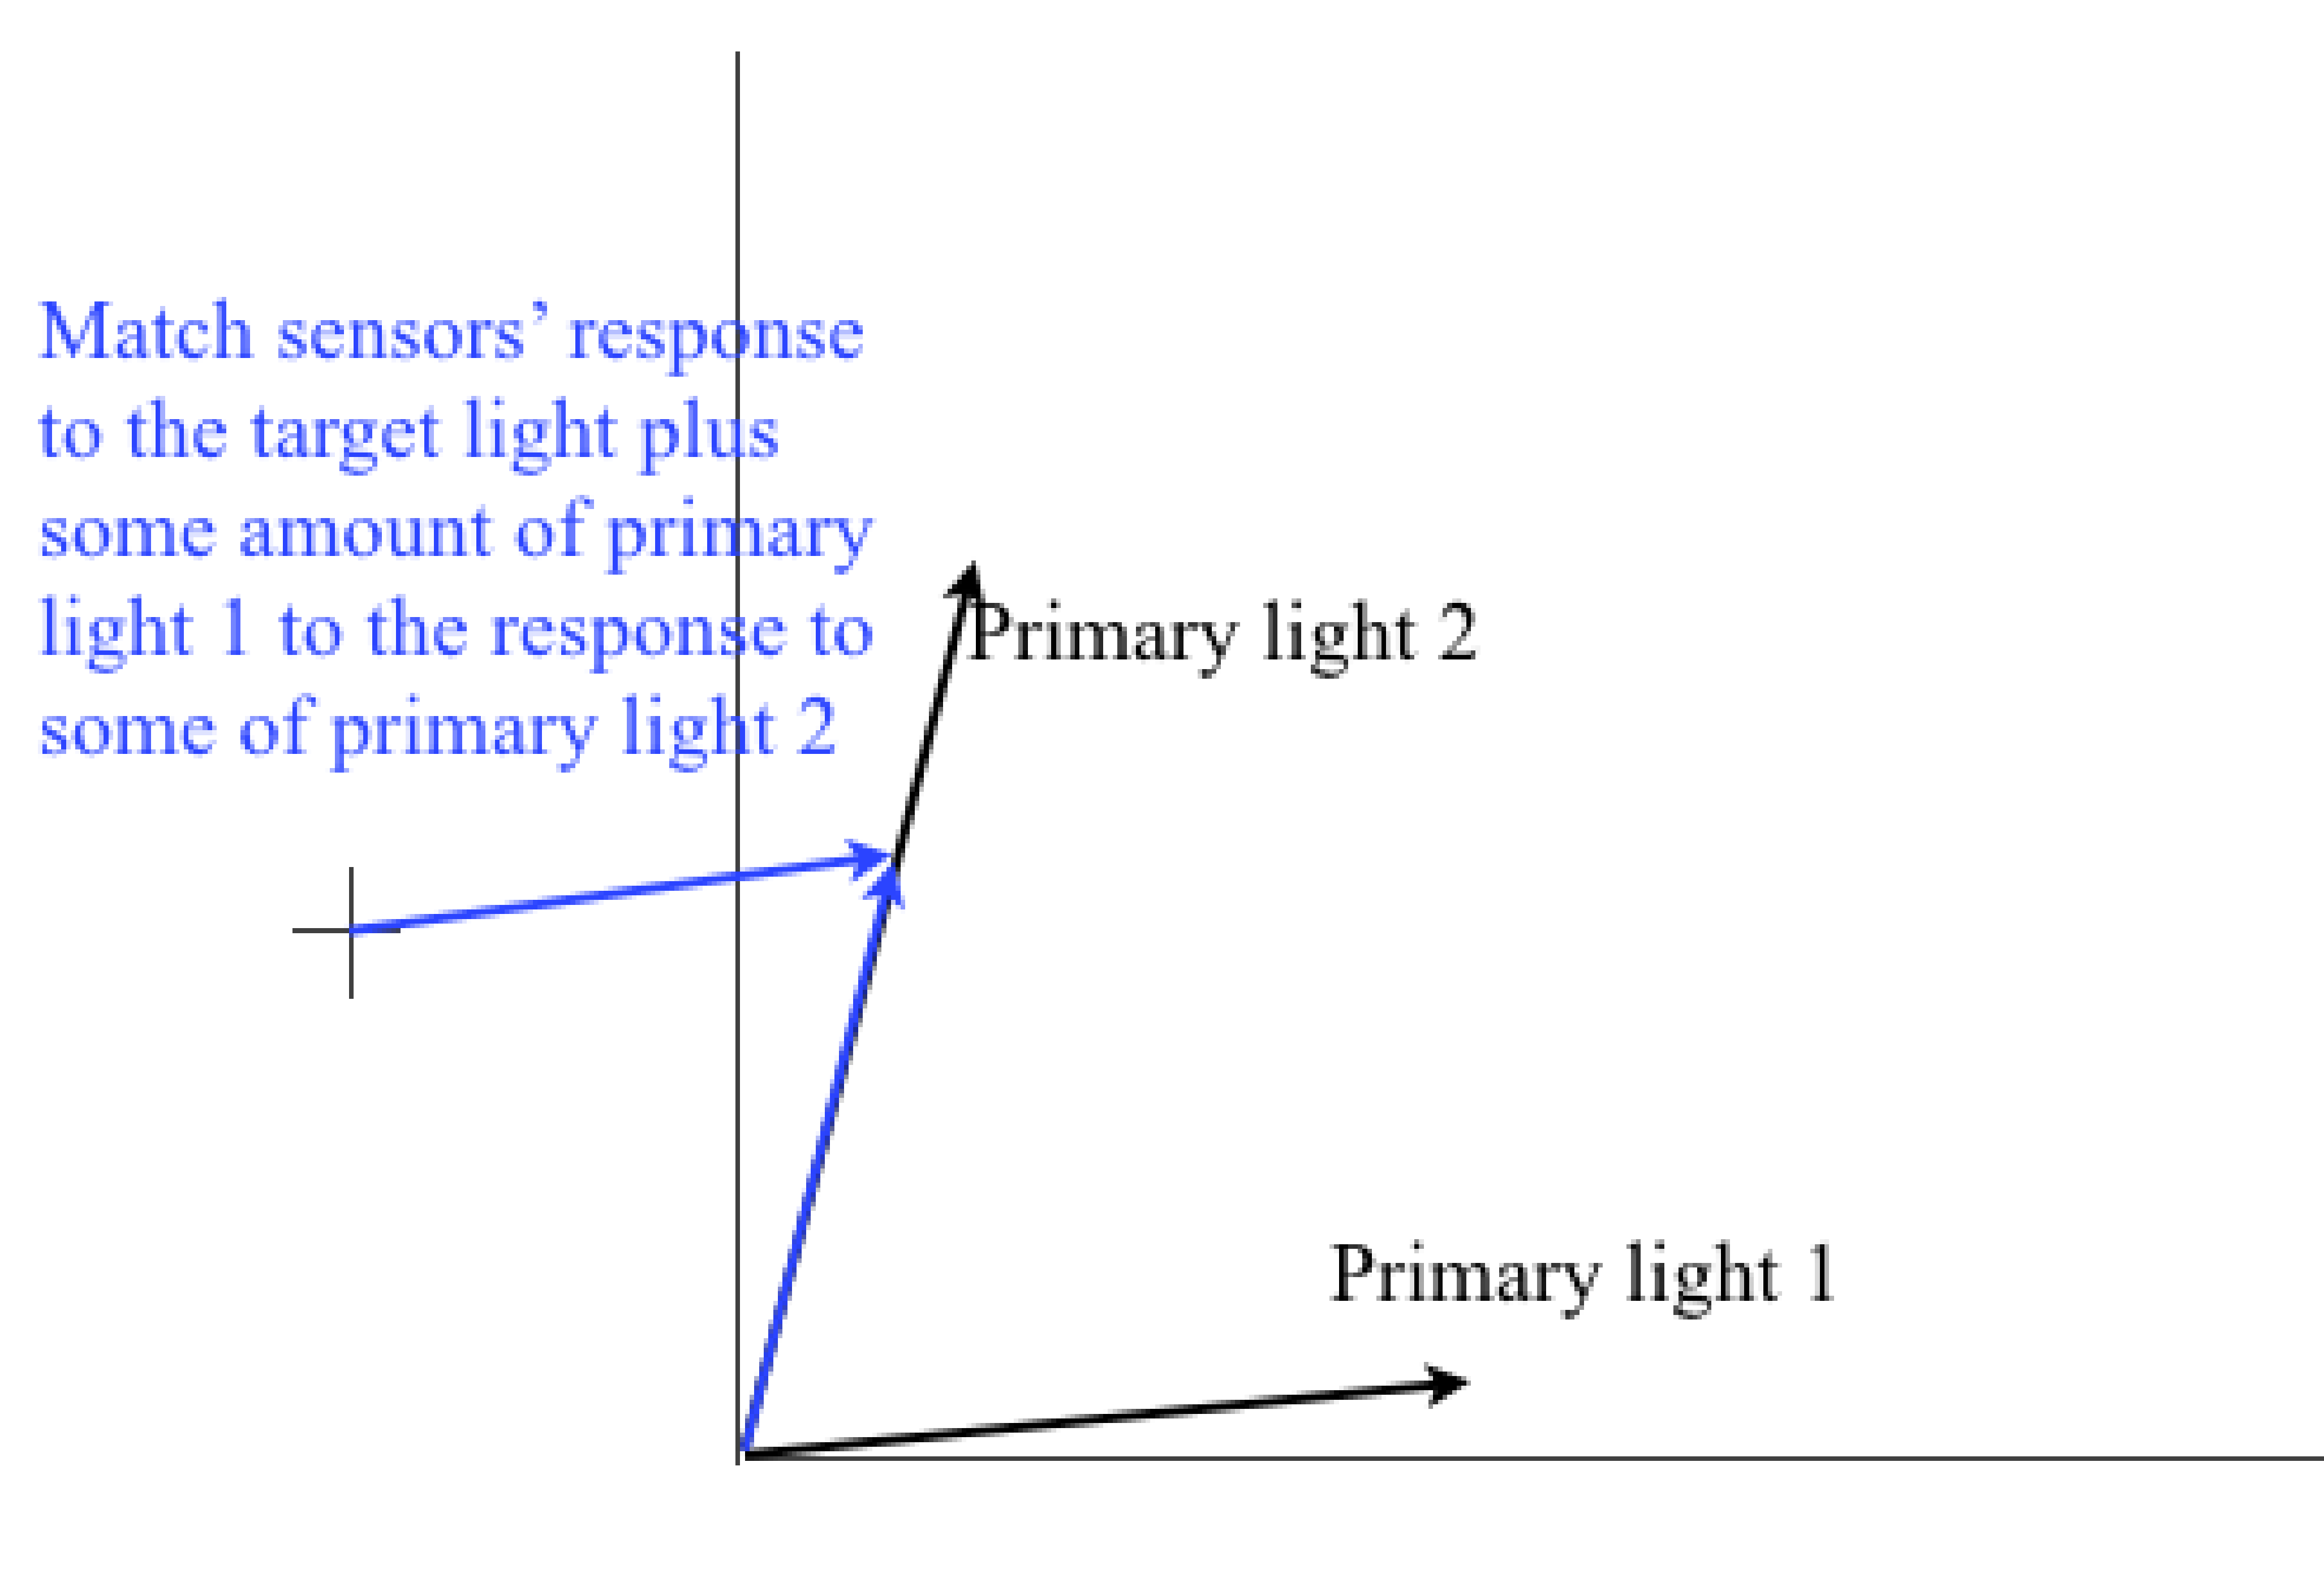 Match sensors’ response
to the target light plus
some amount of primary
light 1 to the response to
some of primary light 2
Primary light 2
Primary light 1